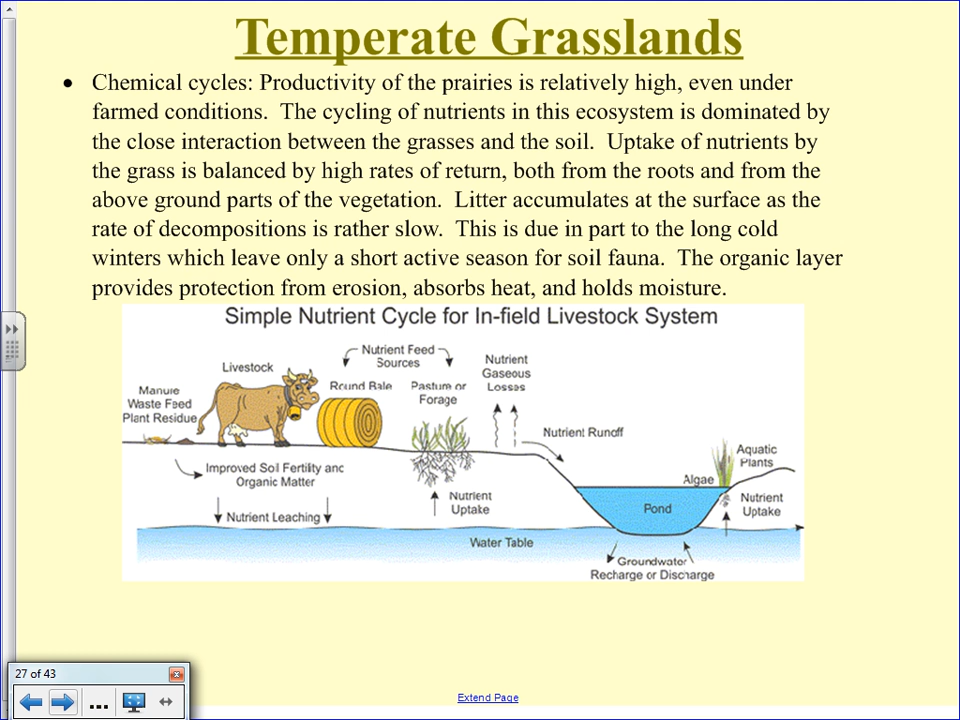 Temperate Grasslands
• Chemical cycles: Productivity of the prairies is relatively high, even under
farmed conditions. The cycling of nutrients in this ecosystem is dominated by
the close interaction between the grasses and the soil. Uptake of nutrients by
the grass is balanced by high rates of return, both from the roots and from the
above ground parts of the vegetation. Litter accumulates at the surface as the
rate of decompositions is rather slow. This is due in part to the long cold
winters which leave only a short active season for soil fauna. The organic layer
provides protection from erosion, absorbs heat, and holds moisture.
Simple Nutrient Cycle for In-field Livestock System
Manure
Waste Feed
Plant Residue
Livestock
Nutrient Feed
Sources
Round Bale
Pasture or
Forage
Nutrient
Gaseous
Losses
Nutrient Runoff
Aquatic
Plants
Algae
Improved Soil Fertility and
Organic Matter
Nutrient Leaching
Nutrient
Uptake
Pond
Nutrient
Uptake
Water Table
Groundwater
Recharge or Discharge
27 of 43
Extend Page